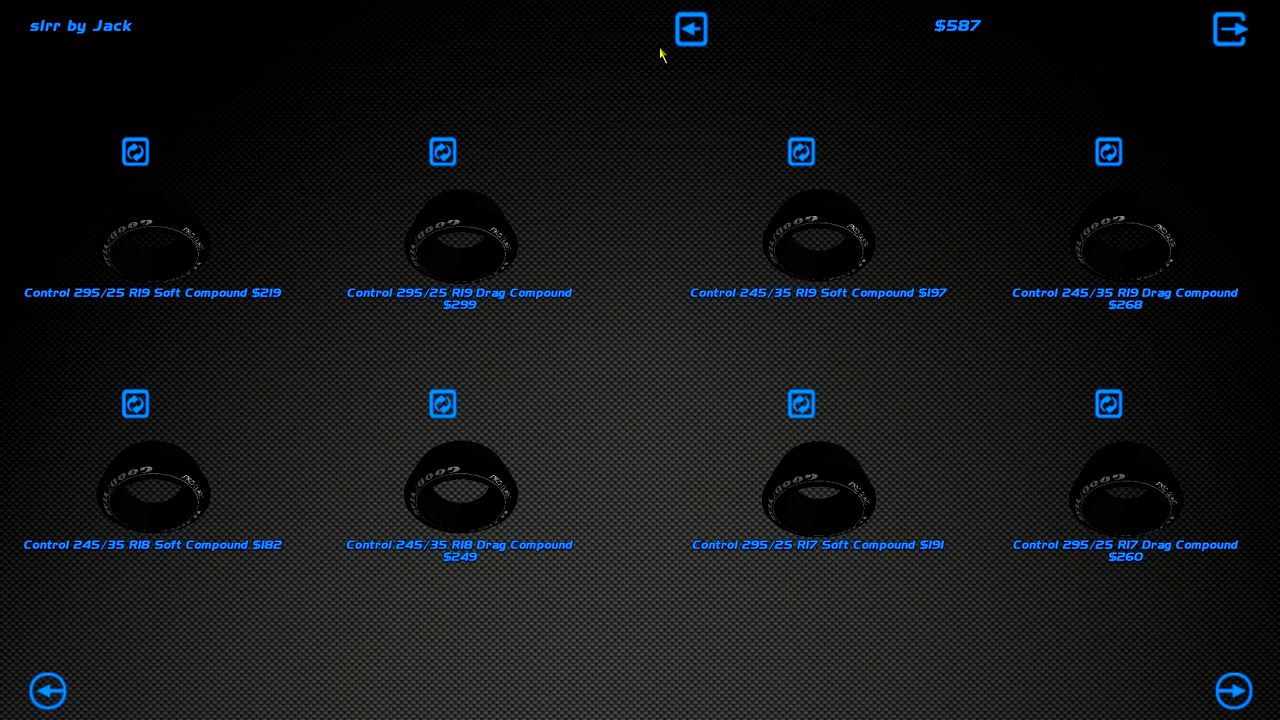 slrr by Jack
$587
Control 295/25 R19 Soft Compound $219
Control 295/25 R19 Drag Compound
$299
Control 245/35 R19 Soft Compound $197
Control 245/35 R19 Drag Compound
$268
Control 245/35 R18 Soft Compound $182
Control 245/35 R18 Drag Compound
$249
Control 295/25 R17 Soft Compound $191
Control 295/25 R17 Drag Compound
$260